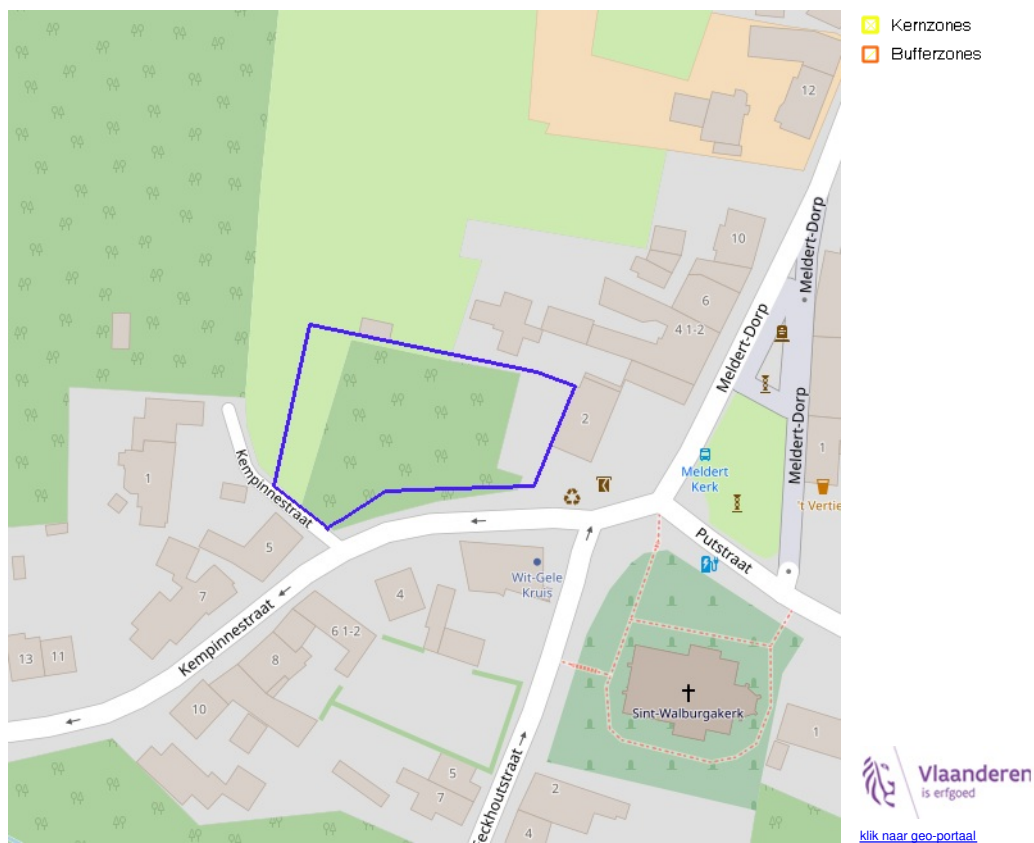 Kernzones
Bufferzones
12
Meldert-Dorp
10
6
4 1-2
Meldert-Dorp
2
Meldert-Dorp
1
Meldert
Kerk
't Vertie
1
Kempinnestraat
5
Putstraat
Wit-Gele
Kruis
7
4
6 1-2
Kempinnestraat
13
11
8
10
Sint-Walburgakerk
1
5
7
eeckhoutstraat
2
4
Vlaanderen
is erfgoed
klik naar geo-portaal